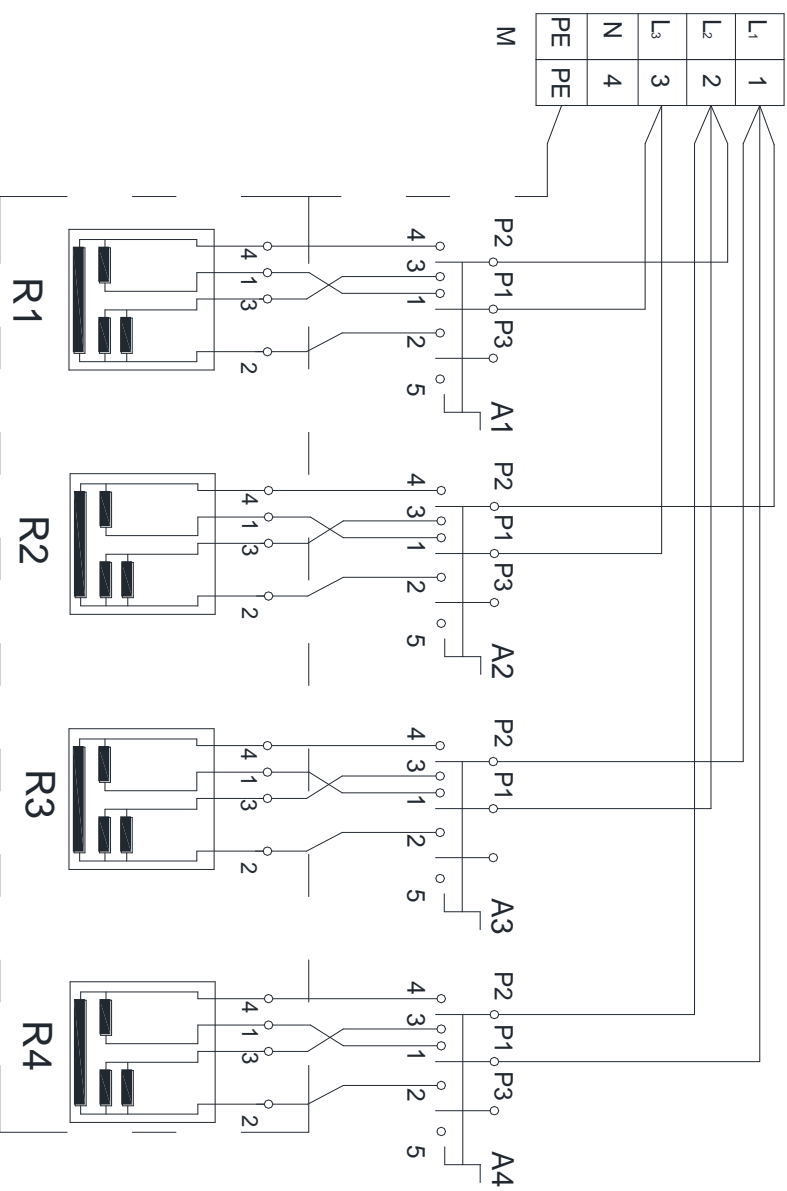 L₁ 1
L₂ 2
L₃ 3
N 4
PE PE
M P2 P1 P3 A1 P2 P1 P3 A2 P2 P1 A3 P2 P1 P3 A4
4 3 1 2 5 4 3 1 2 5 4 3 1 2 5 4 3 1 2 5
4 1 3 2 4 1 3 2 4 1 3 2 4 1 3 2
R1 R2 R3 R4